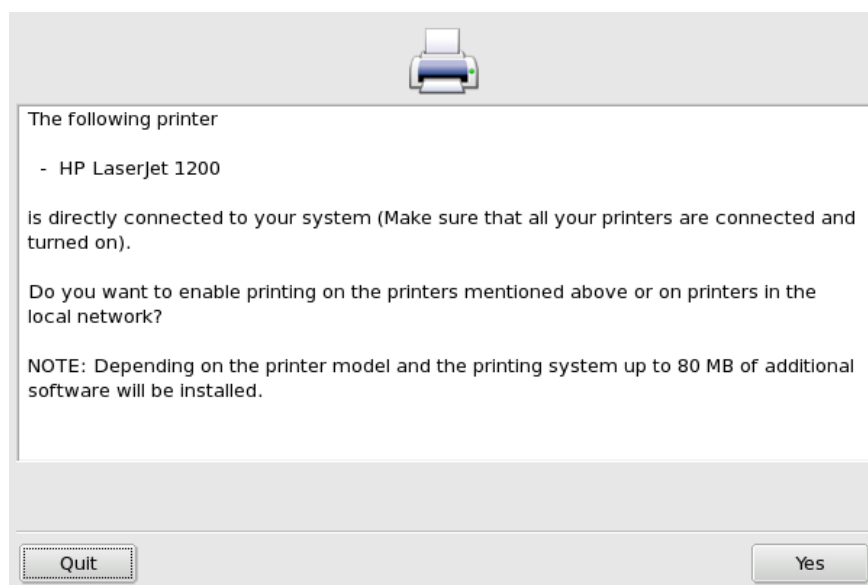 The following printer
- HP LaserJet 1200
is directly connected to your system (Make sure that all your printers are connected and
turned on).
Do you want to enable printing on the printers mentioned above or on printers in the
local network?
NOTE: Depending on the printer model and the printing system up to 80 MB of additional
software will be installed.
Quit
Yes